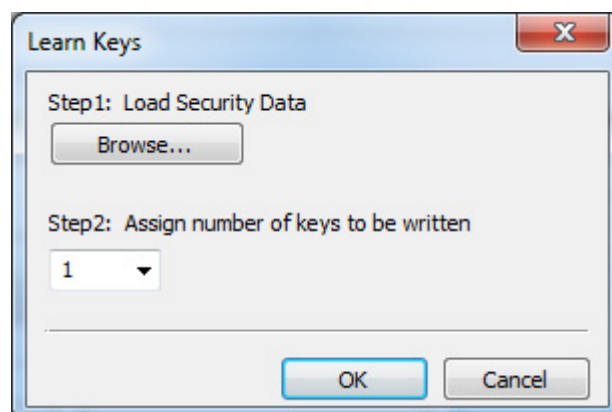 Learn Keys
Step1: Load Security Data
Browse...
Step2: Assign number of keys to be written
1
OK
Cancel